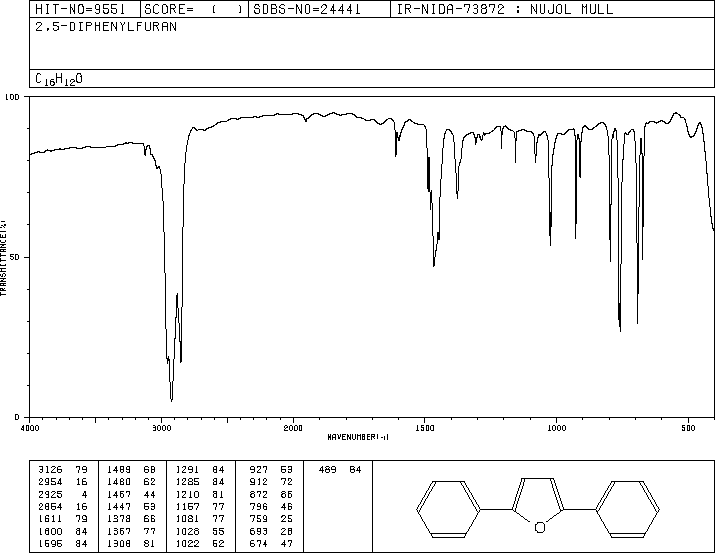 HIT-NO=9551 SCORE= ( ) SDBS-NO=24441 IR-NIDA-73872 : NUJOL MULL
2,5-DIPHENYLFURAN
C16H12O
100
50
0
TRANSMITTANCE(%)
4000 3000 2000 1500 1000 500
WAVENUMBER(-1)
3126 79 1489 68 1291 84 927 53 489 84
2954 16 1480 62 1285 84 912 72
2925 4 1467 44 1210 81 872 86
2854 16 1447 53 1157 77 796 46
1611 79 1378 66 1081 77 759 25
1600 84 1367 77 1028 55 693 28
1595 84 1308 81 1022 52 674 47
O